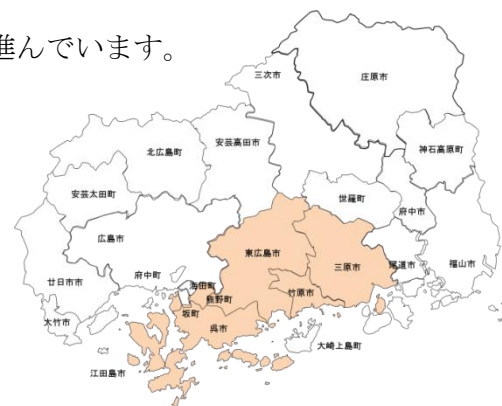 進んでいます。
庄原市
三次市
神石高原町
安芸高田市
北広島町
安芸太田町
世羅町
府中市
広島市
東広島市
三原市
尾道市
福山市
廿日市市
府中町
海田町
熊野町
竹原市
坂町
呉市
大竹市
大崎上島町
江田島市